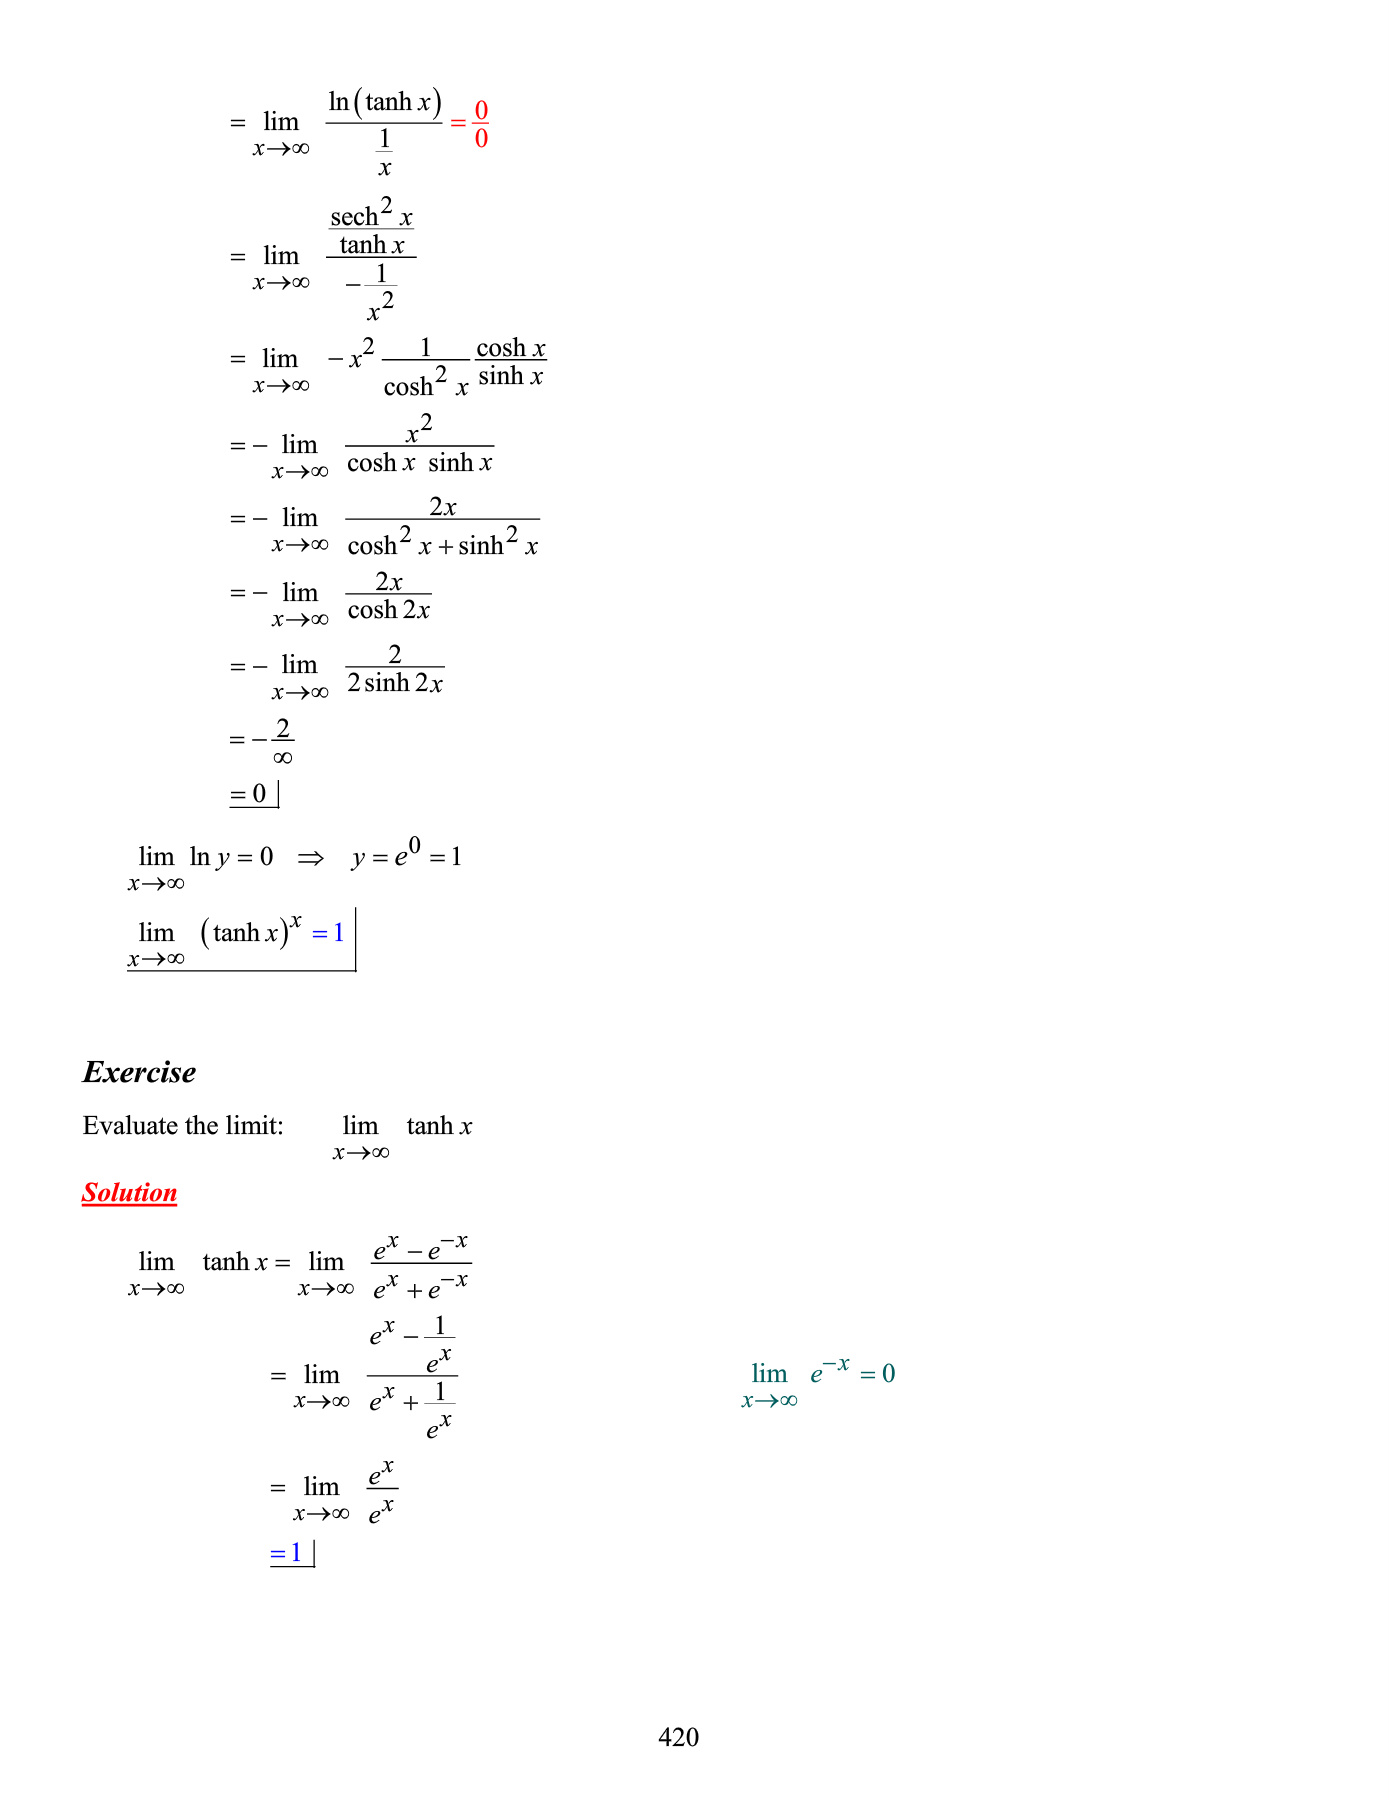 $= \lim_{x\to\infty} \frac{\ln(\tanh x)}{\frac{1}{x}} = \frac{0}{0}$
$= \lim_{x\to\infty} \frac{\frac{\operatorname{sech}^2 x}{\tanh x}}{-\frac{1}{x^2}}$
$= \lim_{x\to\infty} -x^2 \frac{1}{\cosh^2 x} \frac{\cosh x}{\sinh x}$
$= -\lim_{x\to\infty} \frac{x^2}{\cosh x \, \sinh x}$
$= -\lim_{x\to\infty} \frac{2x}{\cosh^2 x + \sinh^2 x}$
$= -\lim_{x\to\infty} \frac{2x}{\cosh 2x}$
$= -\lim_{x\to\infty} \frac{2}{2\sinh 2x}$
$= -\frac{2}{\infty}$
$= 0$
$\lim_{x\to\infty} \ln y = 0 \Rightarrow y = e^0 = 1$
$\lim_{x\to\infty} (\tanh x)^x = 1$
Exercise
Evaluate the limit: $\lim_{x\to\infty} \tanh x$
Solution
$\lim_{x\to\infty} \tanh x = \lim_{x\to\infty} \frac{e^x - e^{-x}}{e^x + e^{-x}}$
$= \lim_{x\to\infty} \frac{e^x - \frac{1}{e^x}}{e^x + \frac{1}{e^x}}$ $\lim_{x\to\infty} e^{-x} = 0$
$= \lim_{x\to\infty} \frac{e^x}{e^x}$
$= 1$
420